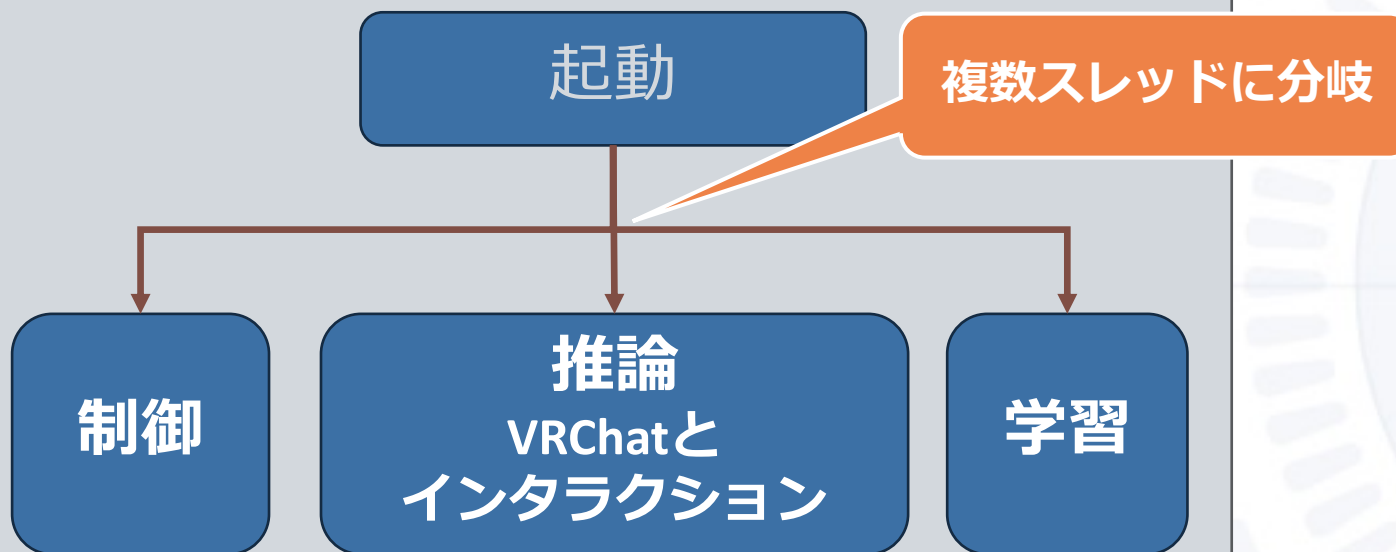 起動
複数スレッドに分岐
制御
推論
VRChatと
インタラクション
学習